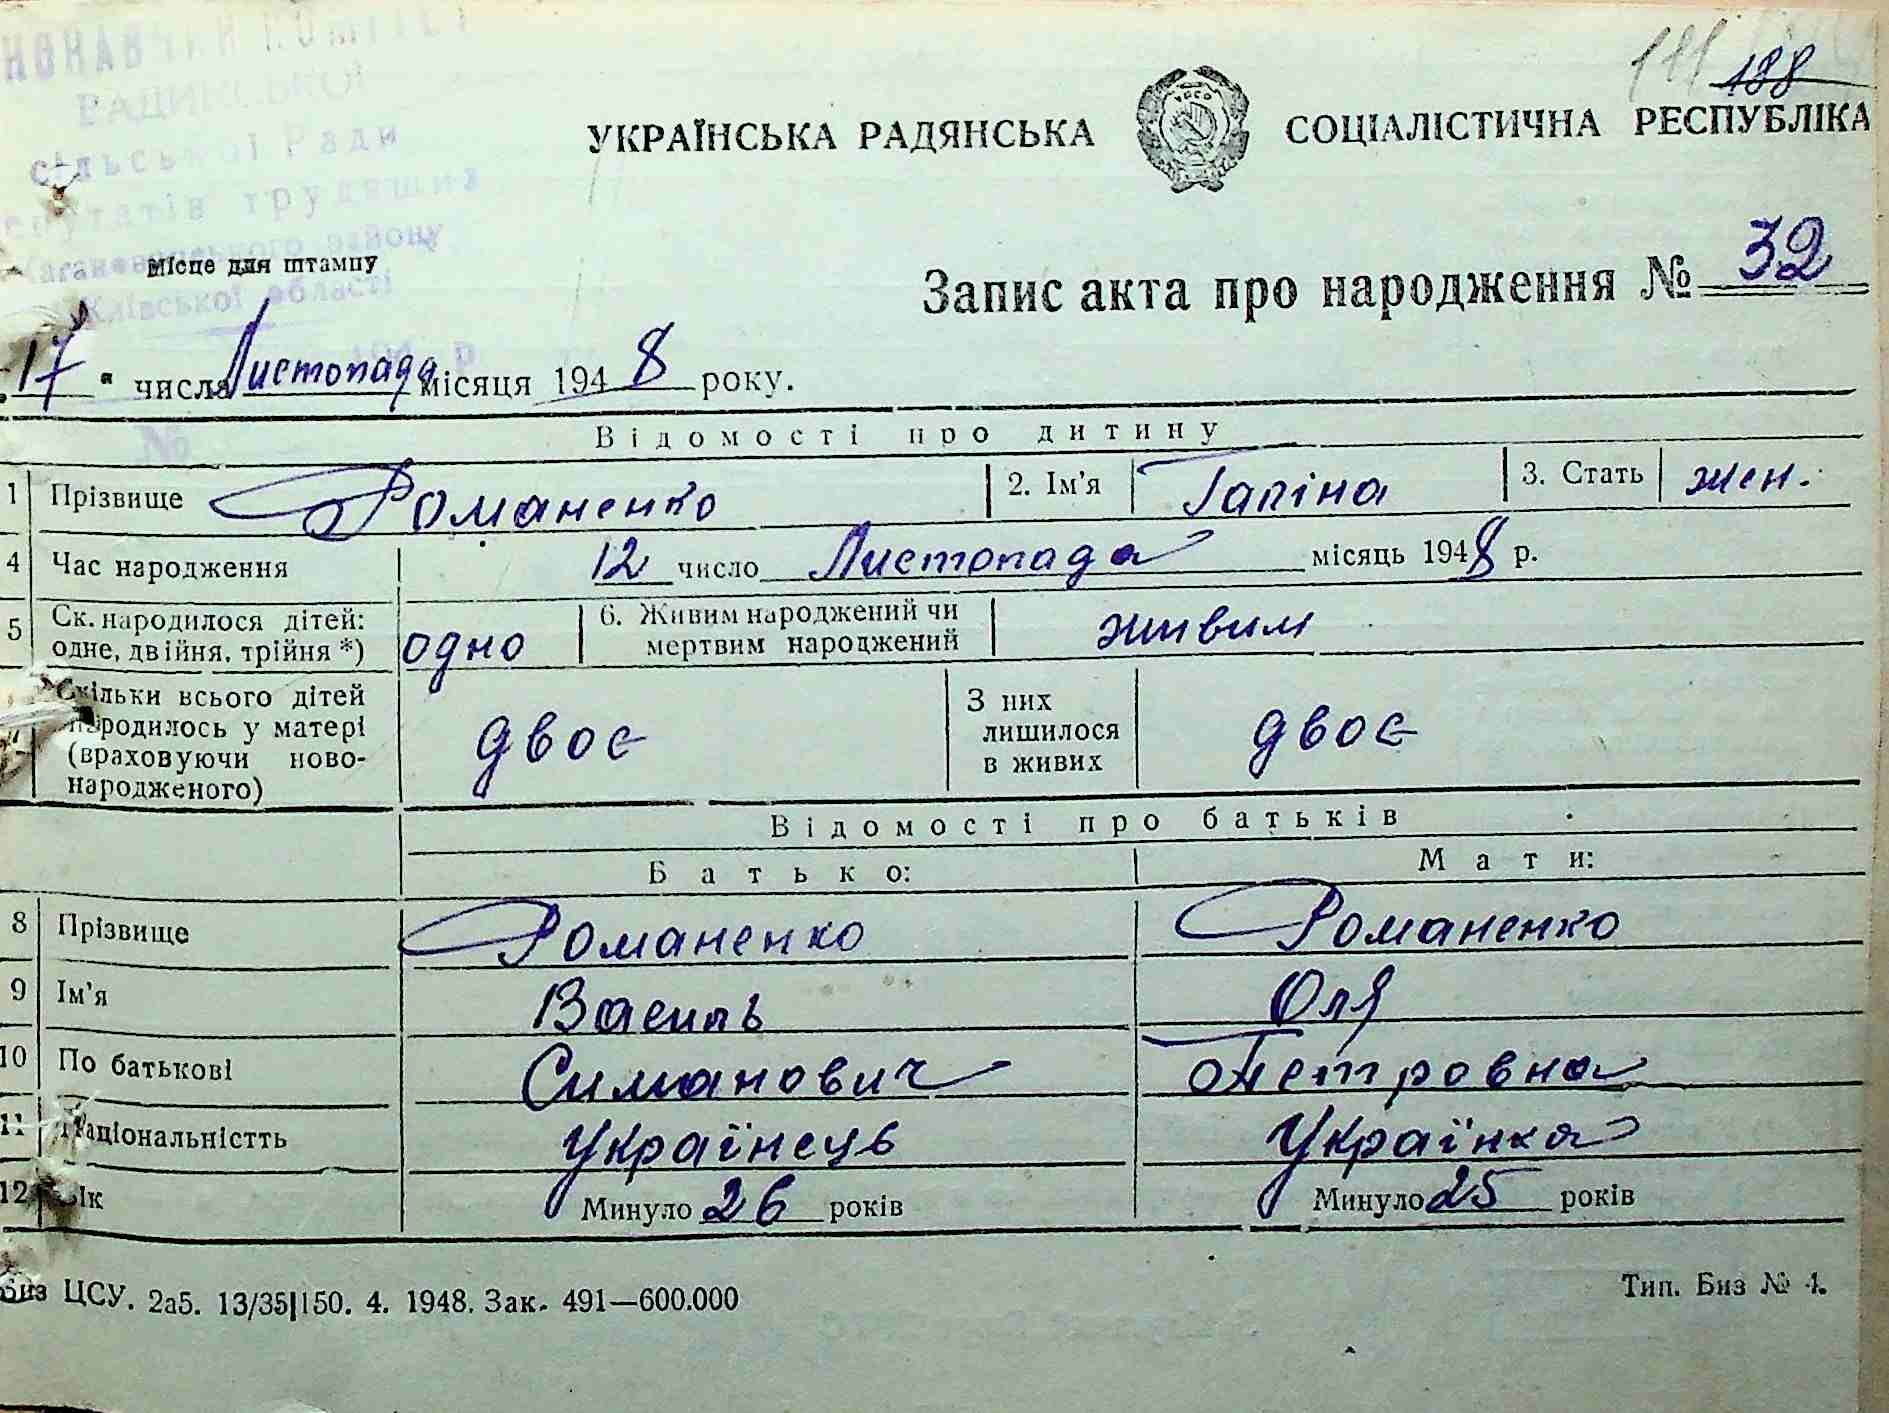 РАДИНСЬКОЇ
сільської Ради
депутатів трудящих
району
Київської області
188
УКРАЇНСЬКА РАДЯНСЬКА СОЦІАЛІСТИЧНА РЕСПУБЛІКА
Місце для штампу
Запис акта про народження № 32
17 " числа Листопада місяця 1948 року.
№
Відомості про дитину
1 Прізвище Романенко 2. Ім'я Галіна 3. Стать жен.
4 Час народження 12 число Листопада місяць 1948 р.
5 Ск. народилося дітей: одне, двійня, трійня *) одно 6. Живим народжений чи мертвим народжений живим
Скільки всього дітей народилось у матері (враховуючи ново-народженого) двоє З них лишилося в живих двоє
Відомості про батьків
Батько: Мати:
8 Прізвище Романенко Романенко
9 Ім'я Василь Оля
10 По батькові Симанович Петровна
11 Національністть Українець Українка
12 Вік Минуло 26 років Минуло 25 років
Биз ЦСУ. 2а5. 13/35|150. 4. 1948. Зак. 491—600.000 Тип. Биз № 4.